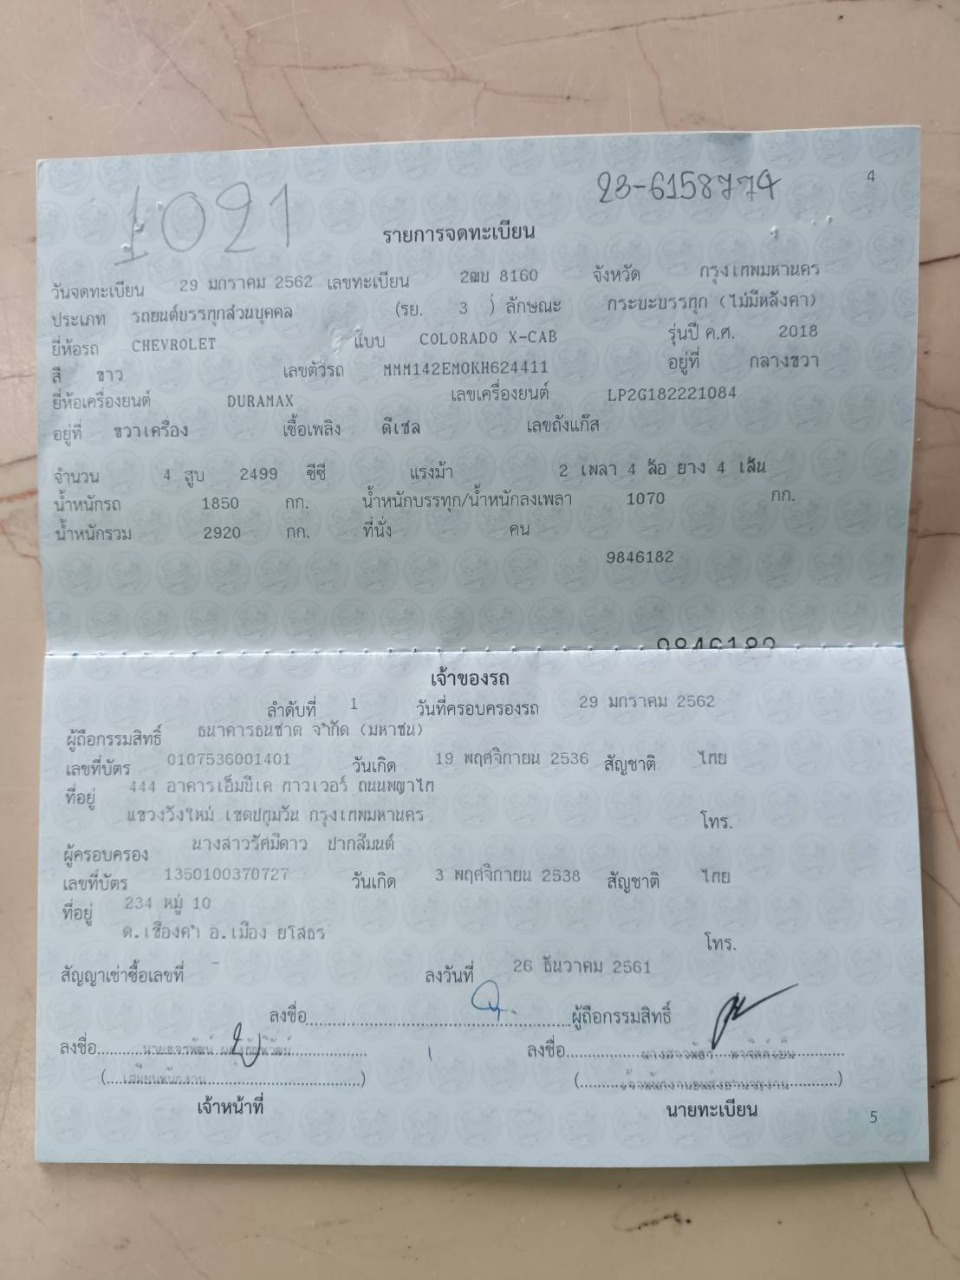 4
1021
23-6158774
รายการจดทะเบียน
วันจดทะเบียน 29 มกราคม 2562 เลขทะเบียน 2ฒบ 8160 จังหวัด กรุงเทพมหานคร
ประเภท รถยนต์บรรทุกส่วนบุคคล (รย. 3 ) ลักษณะ กระบะบรรทุก (ไม่มีหลังคา)
ยี่ห้อรถ CHEVROLET แบบ COLORADO X-CAB รุ่นปี ค.ศ. 2018
สี ขาว เลขตัวรถ MMM142EM0KH624411 อยู่ที่ กลางขวา
ยี่ห้อเครื่องยนต์ DURAMAX เลขเครื่องยนต์ LP2G182221084
อยู่ที่ ขวาเครื่อง เชื้อเพลิง ดีเซล เลขถังแก๊ส
จำนวน 4 สูบ 2499 ซีซี แรงม้า 2 เพลา 4 ล้อ ยาง 4 เส้น
น้ำหนักรถ 1850 กก. น้ำหนักบรรทุก/น้ำหนักลงเพลา 1070 กก.
น้ำหนักรวม 2920 กก. ที่นั่ง คน
9846182
9846182
เจ้าของรถ
ลำดับที่ 1 วันที่ครอบครองรถ 29 มกราคม 2562
ผู้ถือกรรมสิทธิ์ ธนาคารธนชาต จำกัด (มหาชน)
เลขที่บัตร 0107536001401 วันเกิด 19 พฤศจิกายน 2536 สัญชาติ ไทย
ที่อยู่ 444 อาคารเอ็มบีเค ทาวเวอร์ ถนนพญาไท
แขวงวังใหม่ เขตปทุมวัน กรุงเทพมหานคร โทร.
ผู้ครอบครอง นางสาวรัศมีดาว ปากสีมนต์
เลขที่บัตร 1350100370727 วันเกิด 3 พฤศจิกายน 2538 สัญชาติ ไทย
ที่อยู่ 234 หมู่ 10
ต.เขื่องคำ อ.เมือง ยโสธร โทร.
สัญญาเช่าซื้อเลขที่ - ลงวันที่ 26 ธันวาคม 2561
ลงชื่อ ผู้ถือกรรมสิทธิ์
ลงชื่อ ลงชื่อ
เจ้าหน้าที่ นายทะเบียน
5